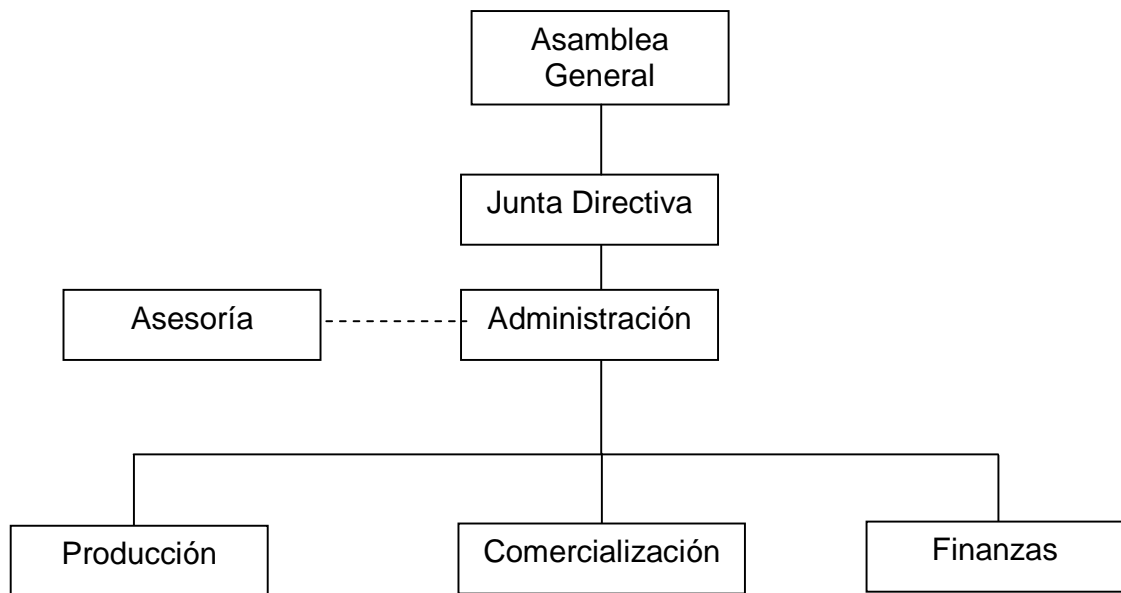 Asamblea
General
Junta Directiva
Asesoría
Administración
Producción
Comercialización
Finanzas